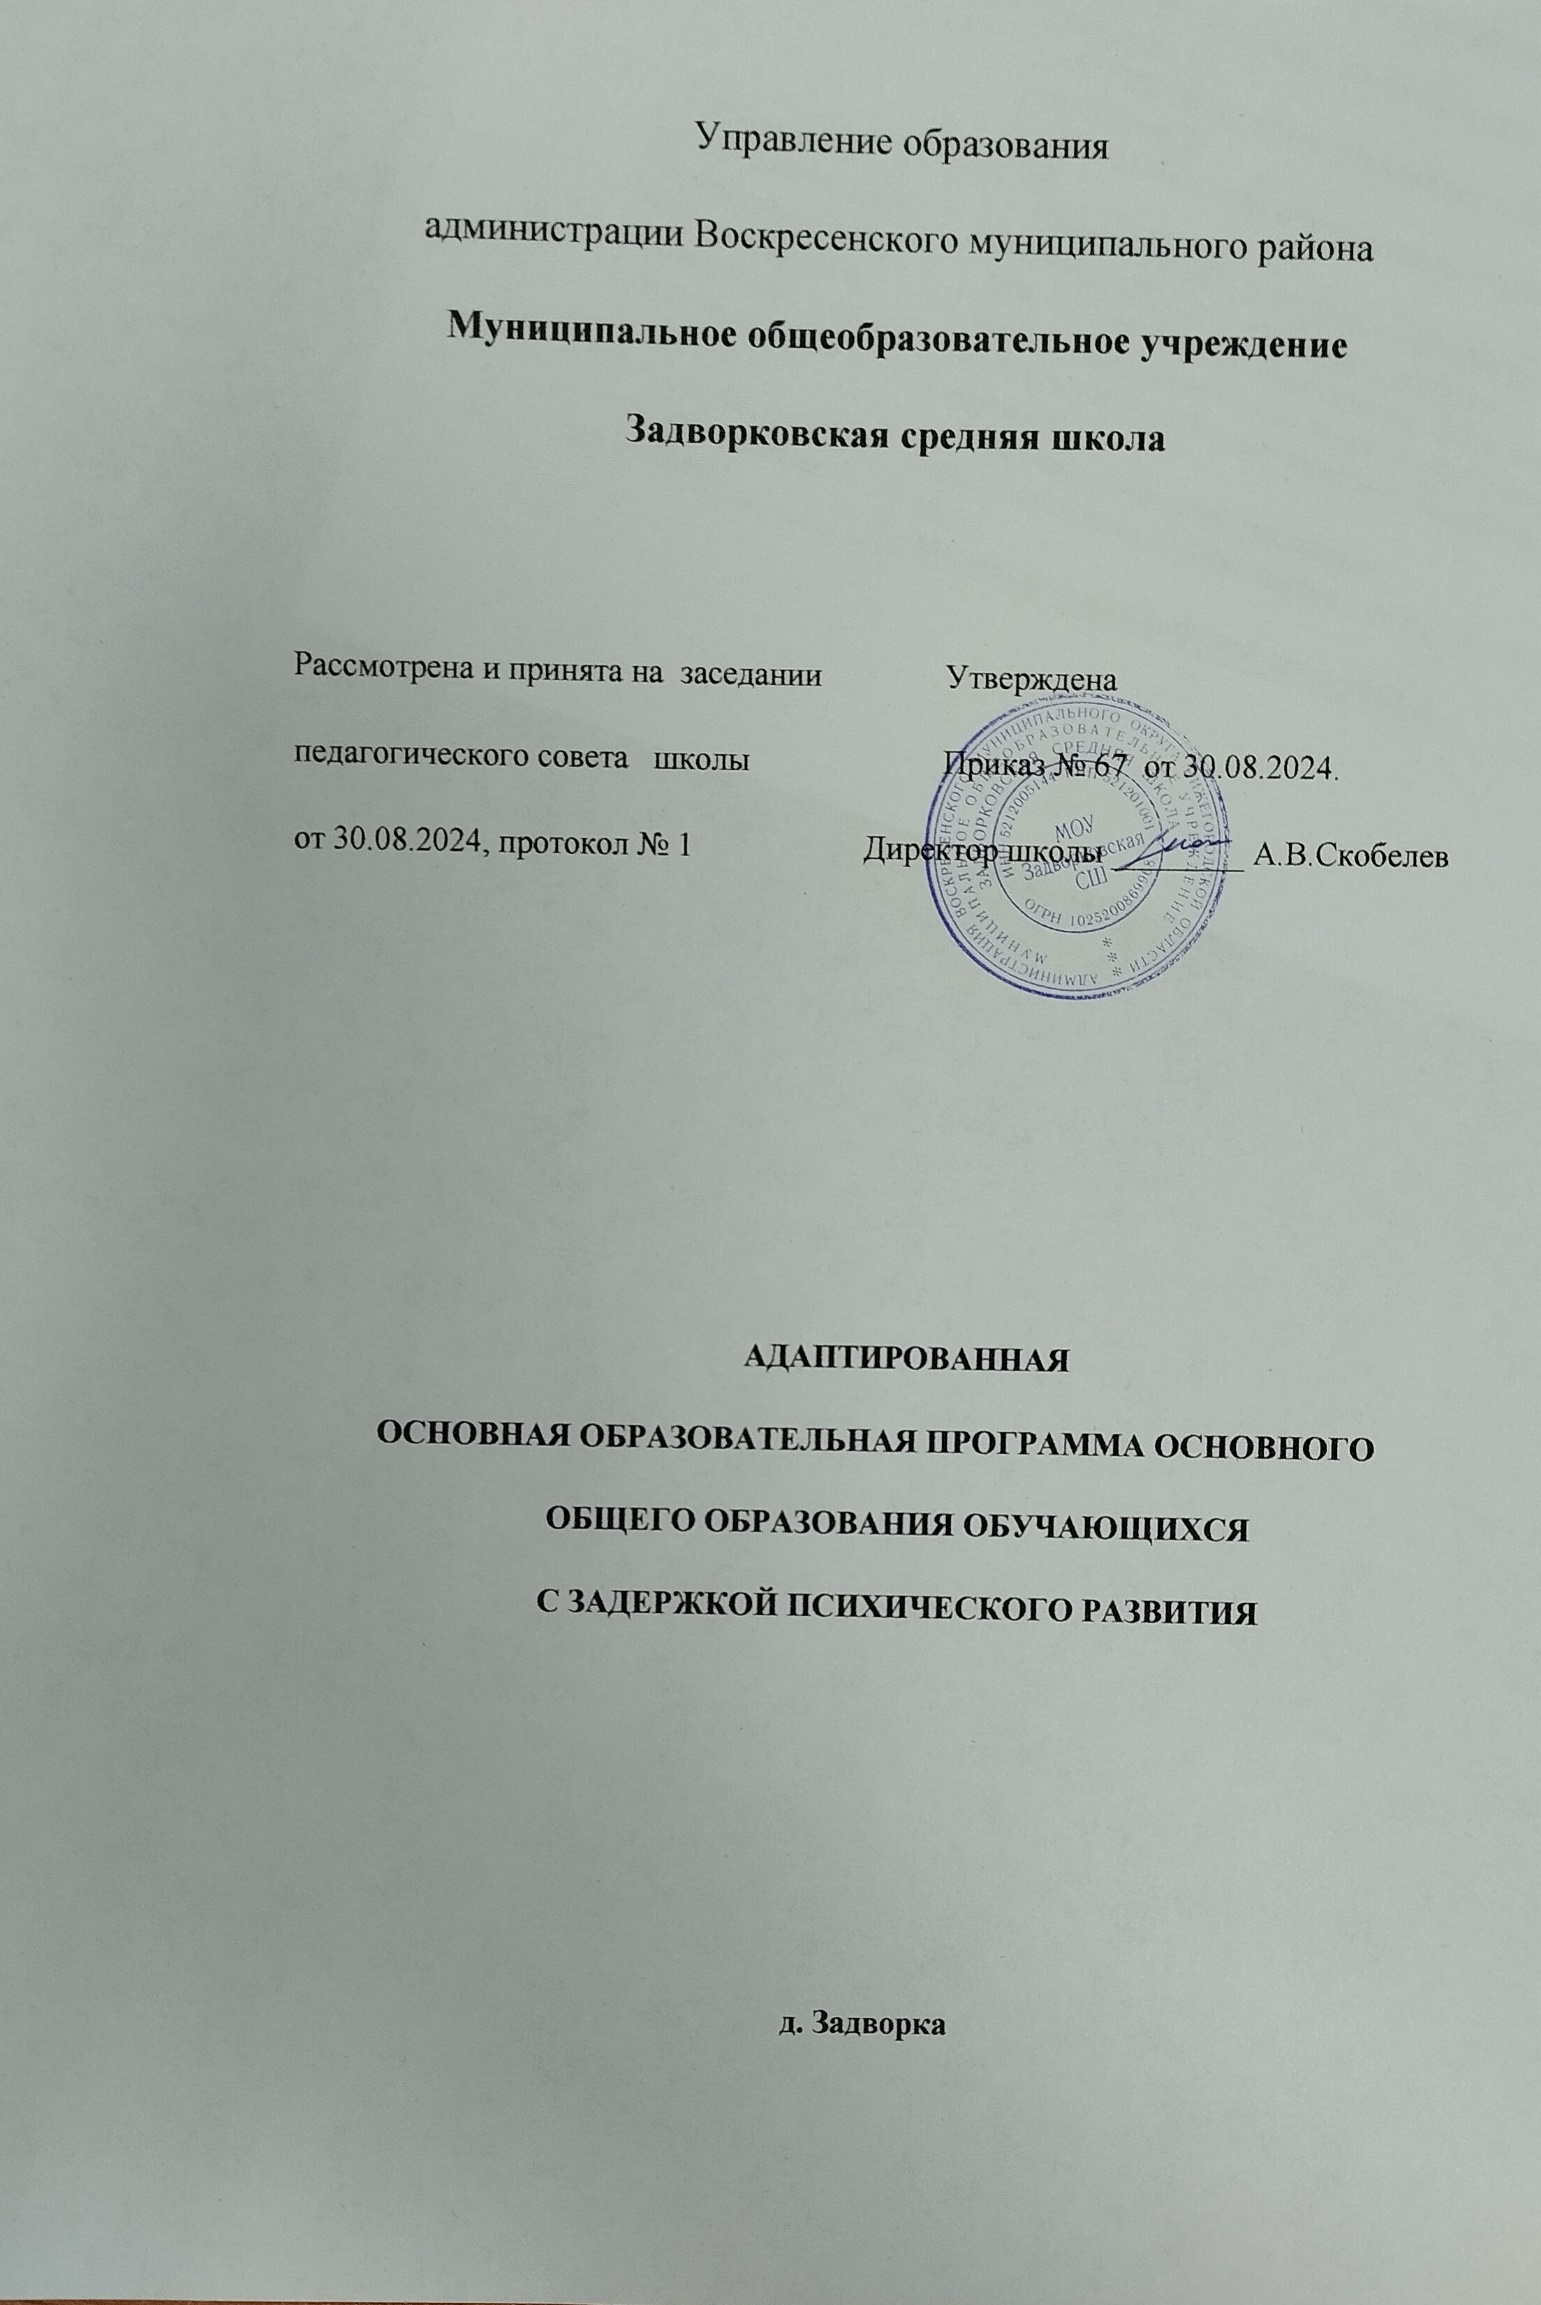 Управление образования
администрации Воскресенского муниципального района
Муниципальное общеобразовательное учреждение
Задворковская средняя школа
Рассмотрена и принята на заседании
педагогического совета школы
от 30.08.2024, протокол № 1
Утверждена
Приказ № 67 от 30.08.2024.
Директор школы ________ А.В.Скобелев
МОУ
Задворковская
СШ
АДАПТИРОВАННАЯ
ОСНОВНАЯ ОБРАЗОВАТЕЛЬНАЯ ПРОГРАММА ОСНОВНОГО
ОБЩЕГО ОБРАЗОВАНИЯ ОБУЧАЮЩИХСЯ
С ЗАДЕРЖКОЙ ПСИХИЧЕСКОГО РАЗВИТИЯ
д. Задворка